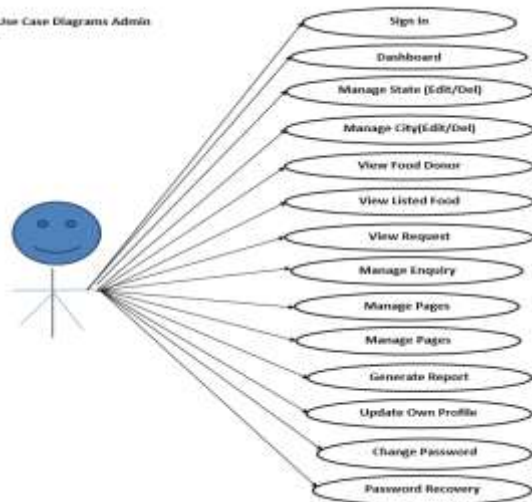 Use Case Diagrams Admin
Sign In
Dashboard
Manage State (Edit/Del)
Manage City(Edit/Del)
View Food Donor
View Listed Food
View Request
Manage Enquiry
Manage Pages
Manage Pages
Generate Report
Update Own Profile
Change Password
Password Recovery